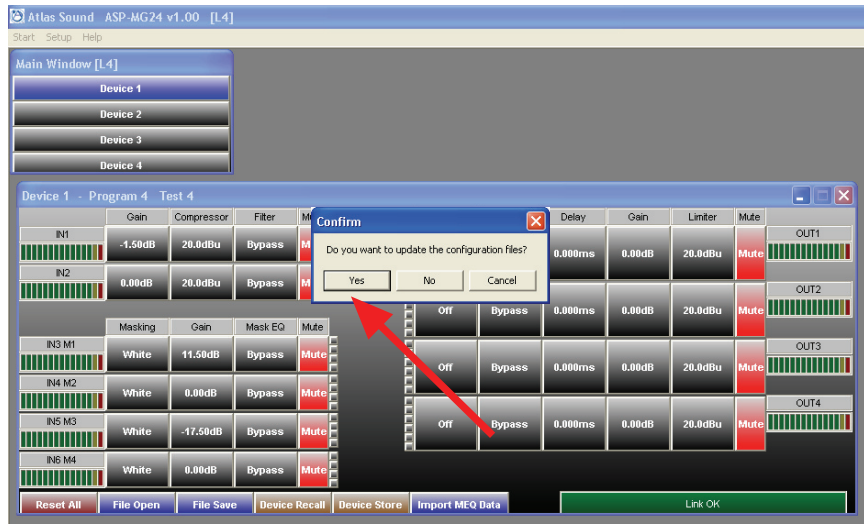 Atlas Sound ASP-MG24 v1.00 [L4]
Start Setup Help
Main Window [L4]
Device 1
Device 2
Device 3
Device 4
Device 1 - Program 4 Test 4
Gain Compressor Filter Delay Gain Limiter Mute
IN1 -1.50dB 20.0dBu Bypass 0.000ms 0.00dB 20.0dBu Mute OUT1
IN2 0.00dB 20.0dBu Bypass
Confirm
Do you want to update the configuration files?
Yes No Cancel
Off Bypass 0.000ms 0.00dB 20.0dBu Mute OUT2
Masking Gain Mask EQ Mute
IN3 M1 White 11.50dB Bypass Mute Off Bypass 0.000ms 0.00dB 20.0dBu Mute OUT3
IN4 M2 White 0.00dB Bypass Mute
IN5 M3 White -17.50dB Bypass Mute Off Bypass 0.000ms 0.00dB 20.0dBu Mute OUT4
IN6 M4 White 0.00dB Bypass Mute
Reset All File Open File Save Device Recall Device Store Import MEQ Data Link OK